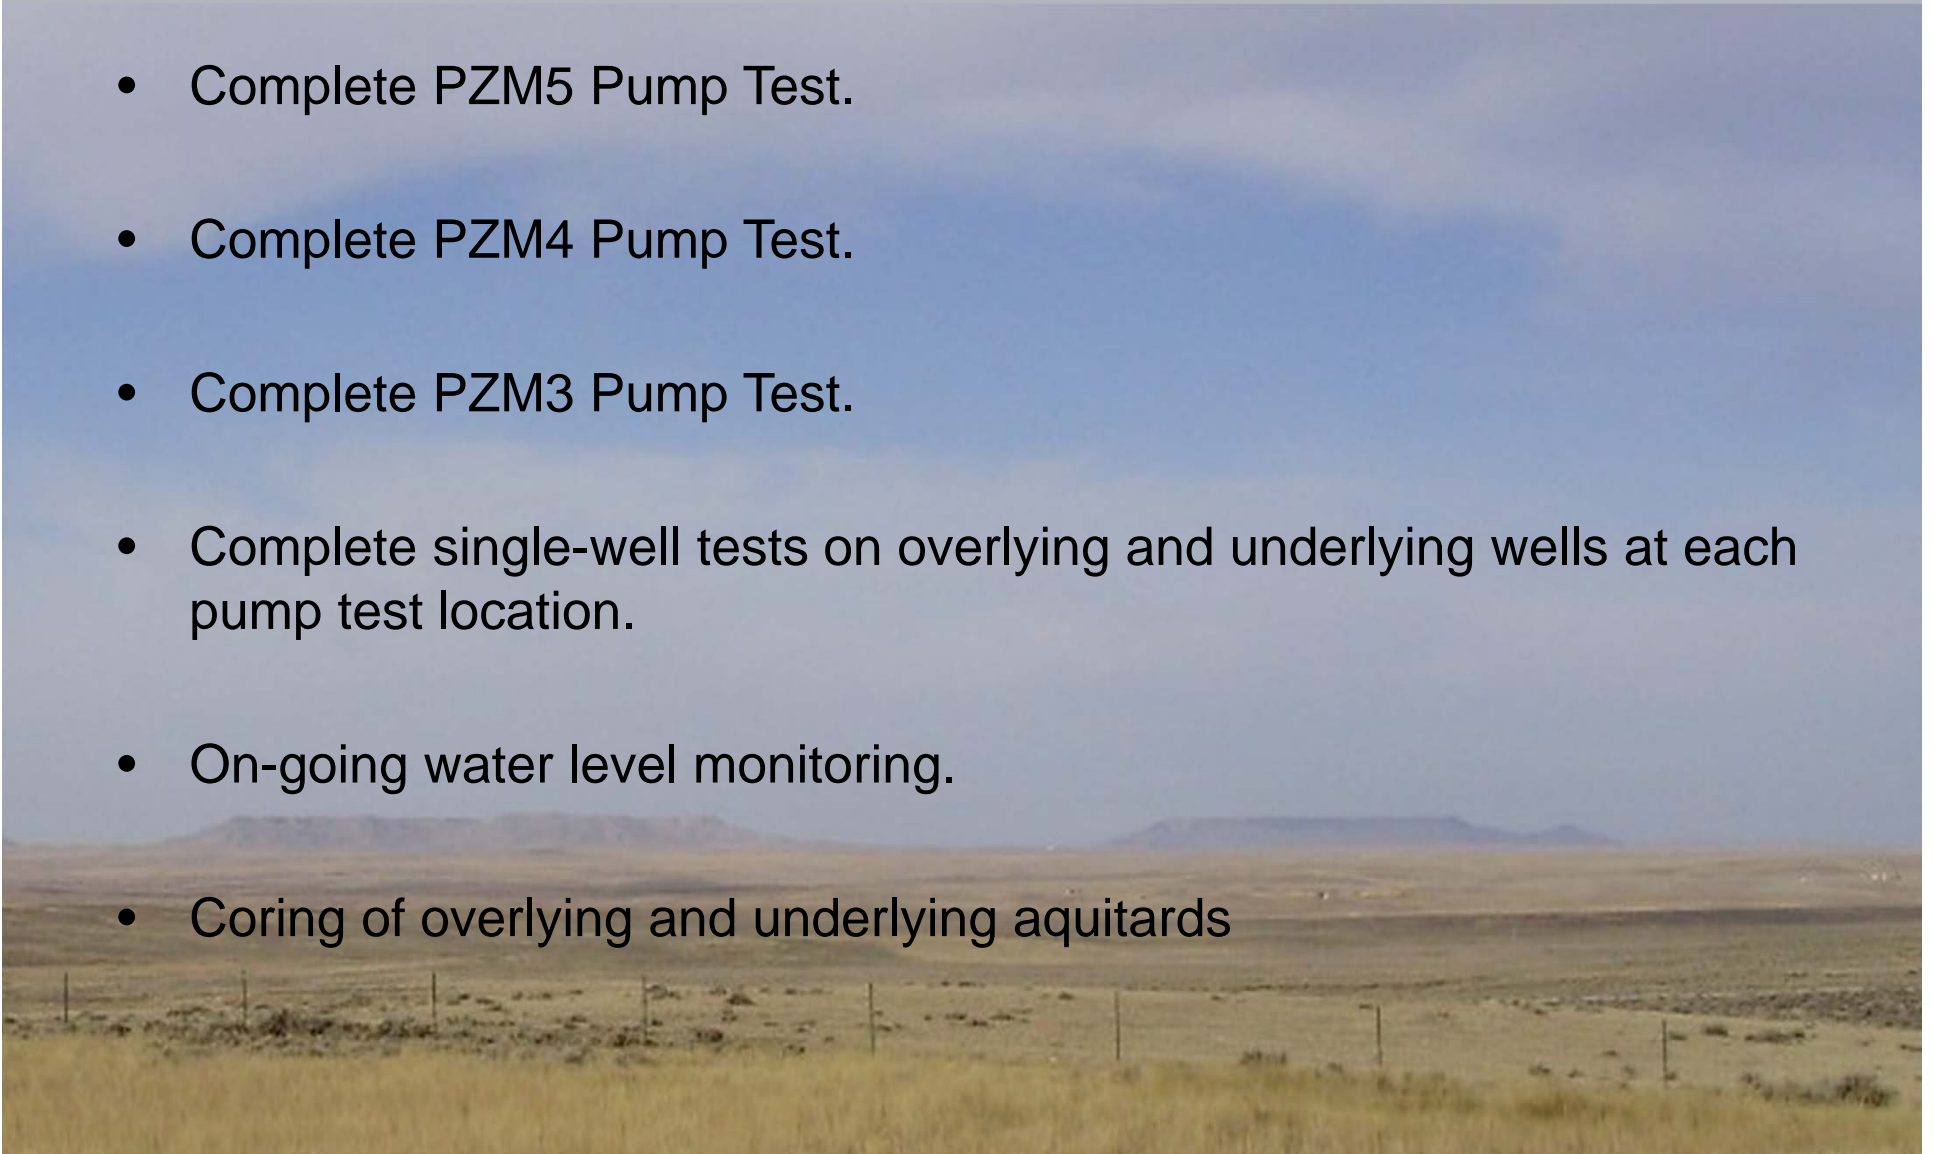 • Complete PZM5 Pump Test.
• Complete PZM4 Pump Test.
• Complete PZM3 Pump Test.
• Complete single-well tests on overlying and underlying wells at each
pump test location.
• On-going water level monitoring.
• Coring of overlying and underlying aquitards